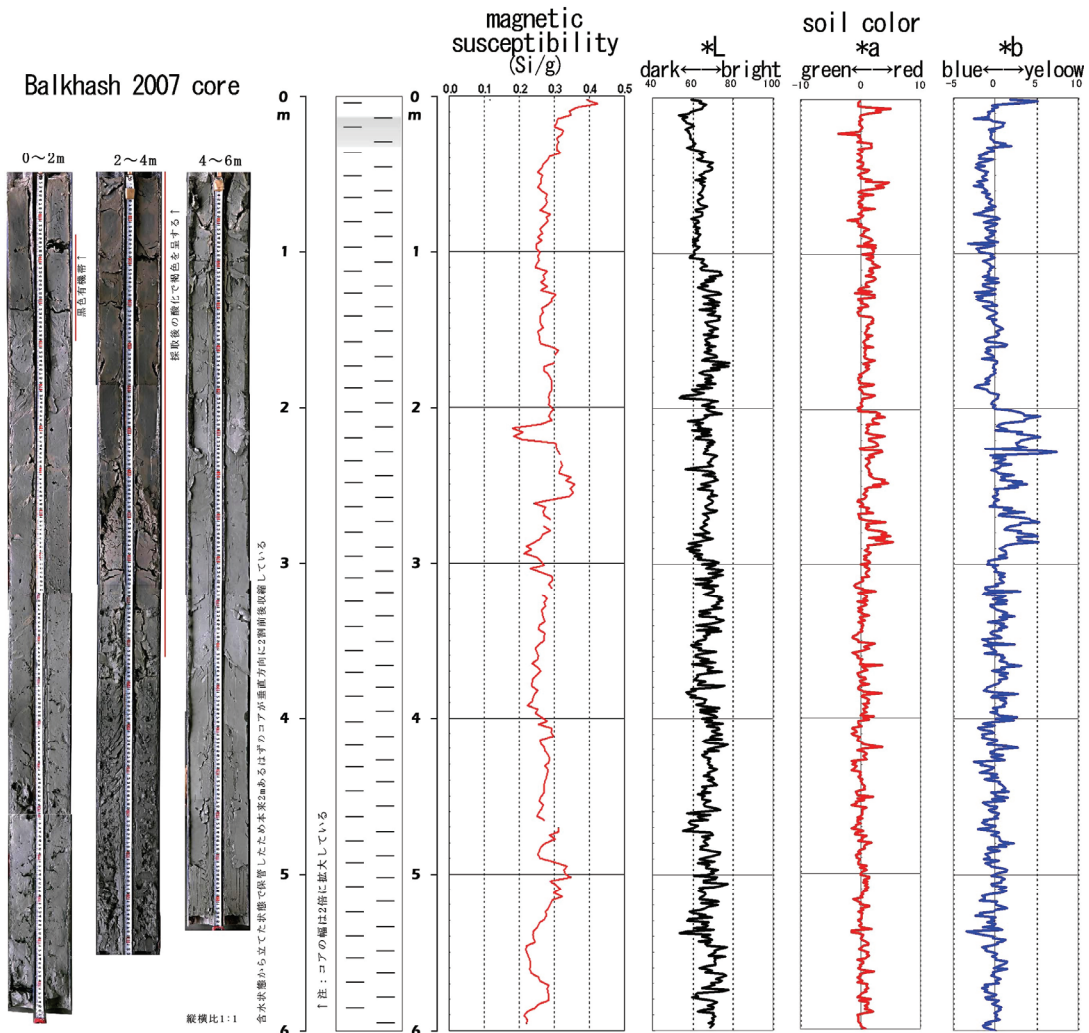 Balkhash 2007 core
0～2m
2～4m
4～6m
黒色有機帯↑
採取後の酸化で褐色を呈する↑
含水状態から立てた状態で保管したため本来2mあるはずのコアが垂直方向に2割前後収縮している
縦横比1:1
↑注：コアの幅は2倍に拡大している
0
m
1
2
3
4
5
6
magnetic
susceptibility
(Si/g)
0
m
0.0 0.1 0.2 0.3 0.4 0.5
1
2
3
4
5
6
soil color
*L
dark←→bright
40 60 80 100
*a
green←→red
-10 0 10
*b
blue←→yeloow
-5 0 5 10